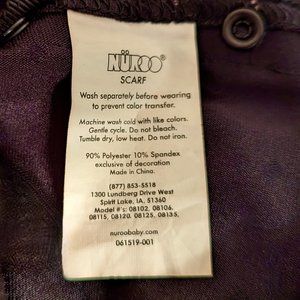 NÜROO
SCARF
Wash separately before wearing
to prevent color transfer.
Machine wash cold with like colors.
Gentle cycle. Do not bleach.
Tumble dry, low heat. Do not iron.
90% Polyester 10% Spandex
exclusive of decoration
Made in China.
(877) 853-5518
1300 Lundberg Drive West
Spirit Lake, IA, 51360
Model #'s: 08102, 08106,
08115, 08120, 08125, 08135,
nuroobaby.com
061519-001